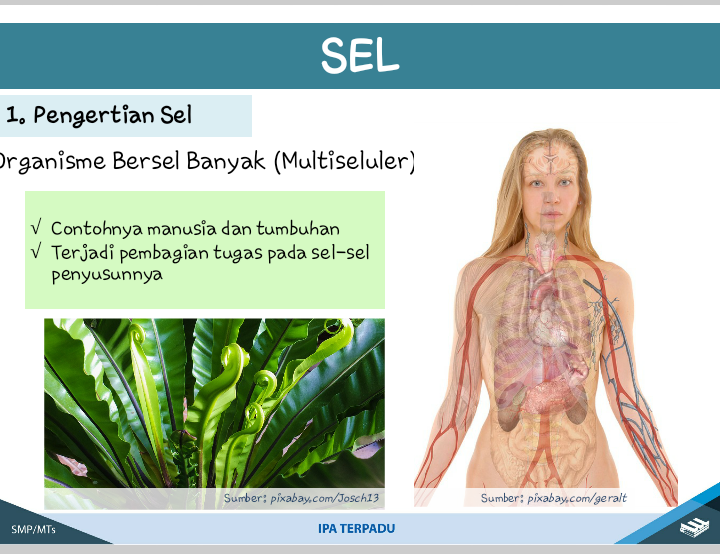 SEL
1. Pengertian Sel
Organisme Bersel Banyak (Multiseluler)
√ Contohnya manusia dan tumbuhan
√ Terjadi pembagian tugas pada sel-sel
penyusunnya
Sumber: pixabay.com/Josch13
Sumber: pixabay.com/geralt
SMP/MTs
IPA TERPADU